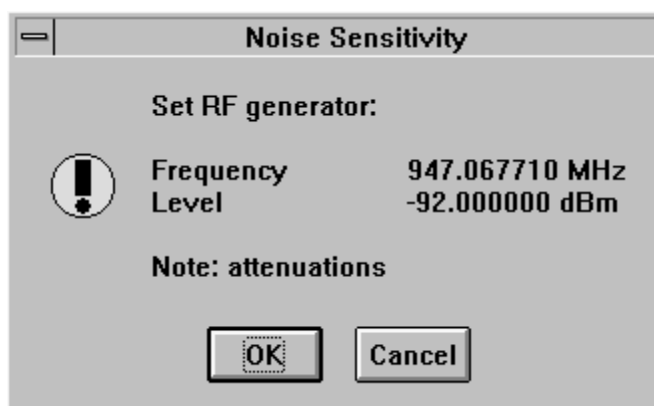 Noise Sensitivity
Set RF generator:
Frequency 947.067710 MHz
Level -92.000000 dBm
Note: attenuations
OK Cancel